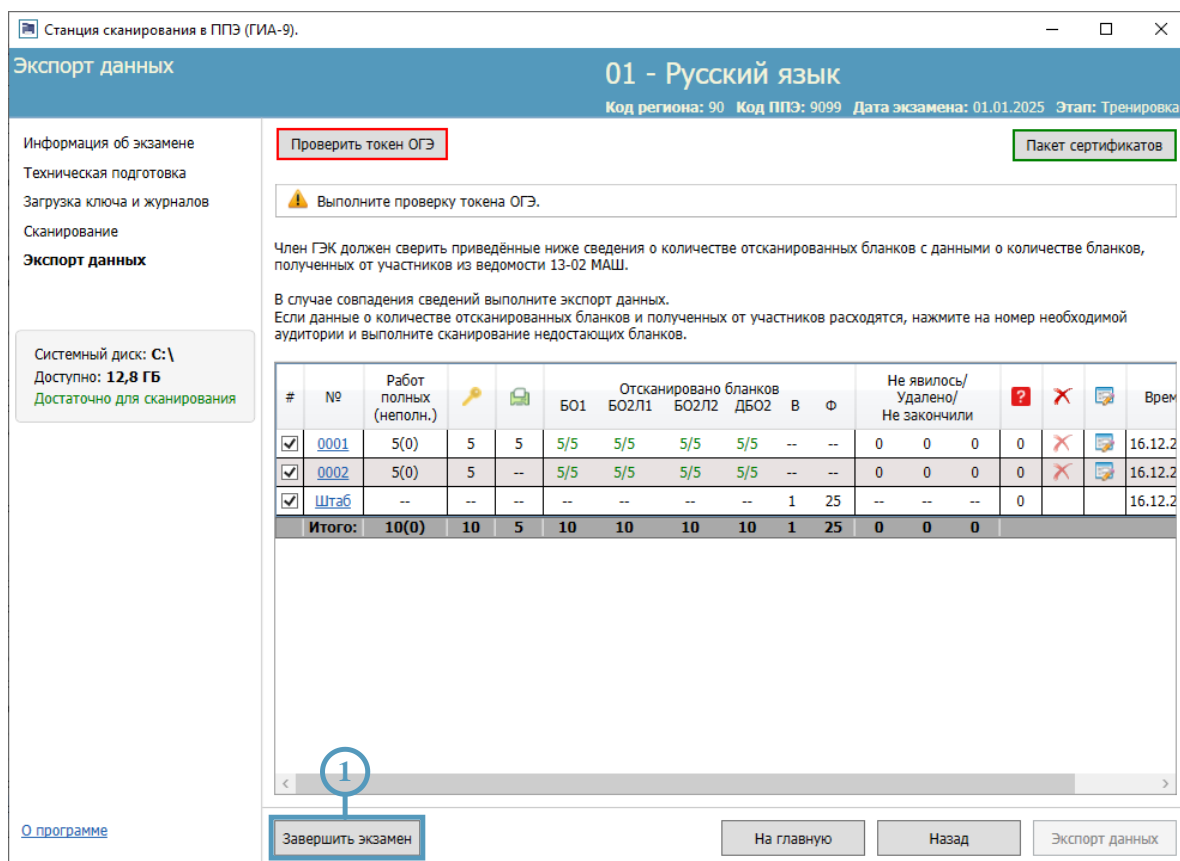 Станция сканирования в ППЭ (ГИА-9).
Экспорт данных
01 - Русский язык
Код региона: 90 Код ППЭ: 9099 Дата экзамена: 01.01.2025 Этап: Тренировка
Информация об экзамене
Техническая подготовка
Загрузка ключа и журналов
Сканирование
Экспорт данных
Системный диск: C:\
Доступно: 12,8 ГБ
Достаточно для сканирования
О программе
Проверить токен ОГЭ
Пакет сертификатов
Выполните проверку токена ОГЭ.
Член ГЭК должен сверить приведённые ниже сведения о количестве отсканированных бланков с данными о количестве бланков,
полученных от участников из ведомости 13-02 МАШ.
В случае совпадения сведений выполните экспорт данных.
Если данные о количестве отсканированных бланков и полученных от участников расходятся, нажмите на номер необходимой
аудитории и выполните сканирование недостающих бланков.
# № Работ полных (неполн.) Отсканировано бланков БО1 БО2Л1 БО2Л2 ДБО2 В Ф Не явилось/ Удалено/ Не закончили ? Врем
0001 5(0) 5 5 5/5 5/5 5/5 5/5 -- -- 0 0 0 0 16.12.2
0002 5(0) 5 -- 5/5 5/5 5/5 5/5 -- -- 0 0 0 0 16.12.2
Штаб -- -- -- -- -- -- -- 1 25 -- -- -- 0 16.12.2
Итого: 10(0) 10 5 10 10 10 10 1 25 0 0 0
1
Завершить экзамен
На главную
Назад
Экспорт данных